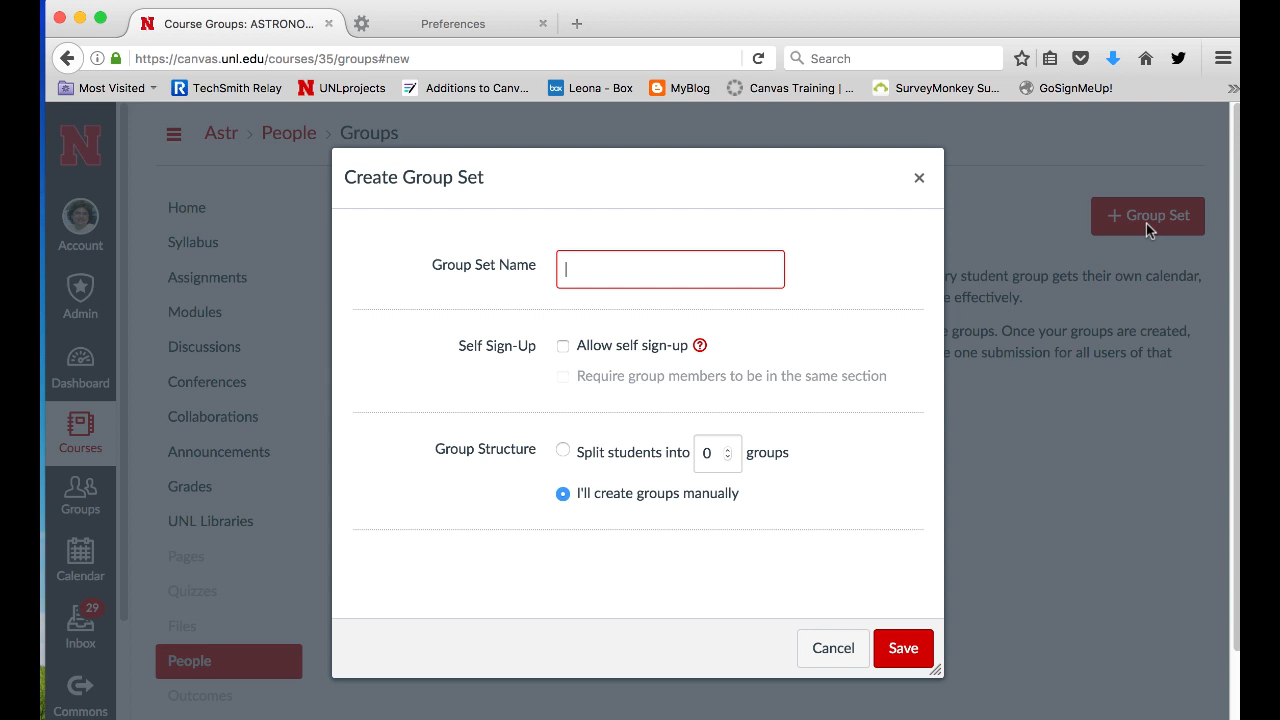 Course Groups: ASTRONO...
Preferences
https://canvas.unl.edu/courses/35/groups#new
Search
Most Visited
TechSmith Relay
UNLprojects
Additions to Canv...
Leona - Box
MyBlog
Canvas Training | ...
SurveyMonkey Su...
GoSignMeUp!
Astr > People > Groups
Account
Admin
Dashboard
Courses
Groups
Calendar
29
Inbox
Commons
Home
Syllabus
Assignments
Modules
Discussions
Conferences
Collaborations
Announcements
Grades
UNL Libraries
Pages
Quizzes
Files
People
Outcomes
+ Group Set
ry student group gets their own calendar,
e effectively.
e groups. Once your groups are created,
e one submission for all users of that
Create Group Set
Group Set Name
Self Sign-Up
Allow self sign-up ?
Require group members to be in the same section
Group Structure
Split students into 0 groups
I'll create groups manually
Cancel
Save